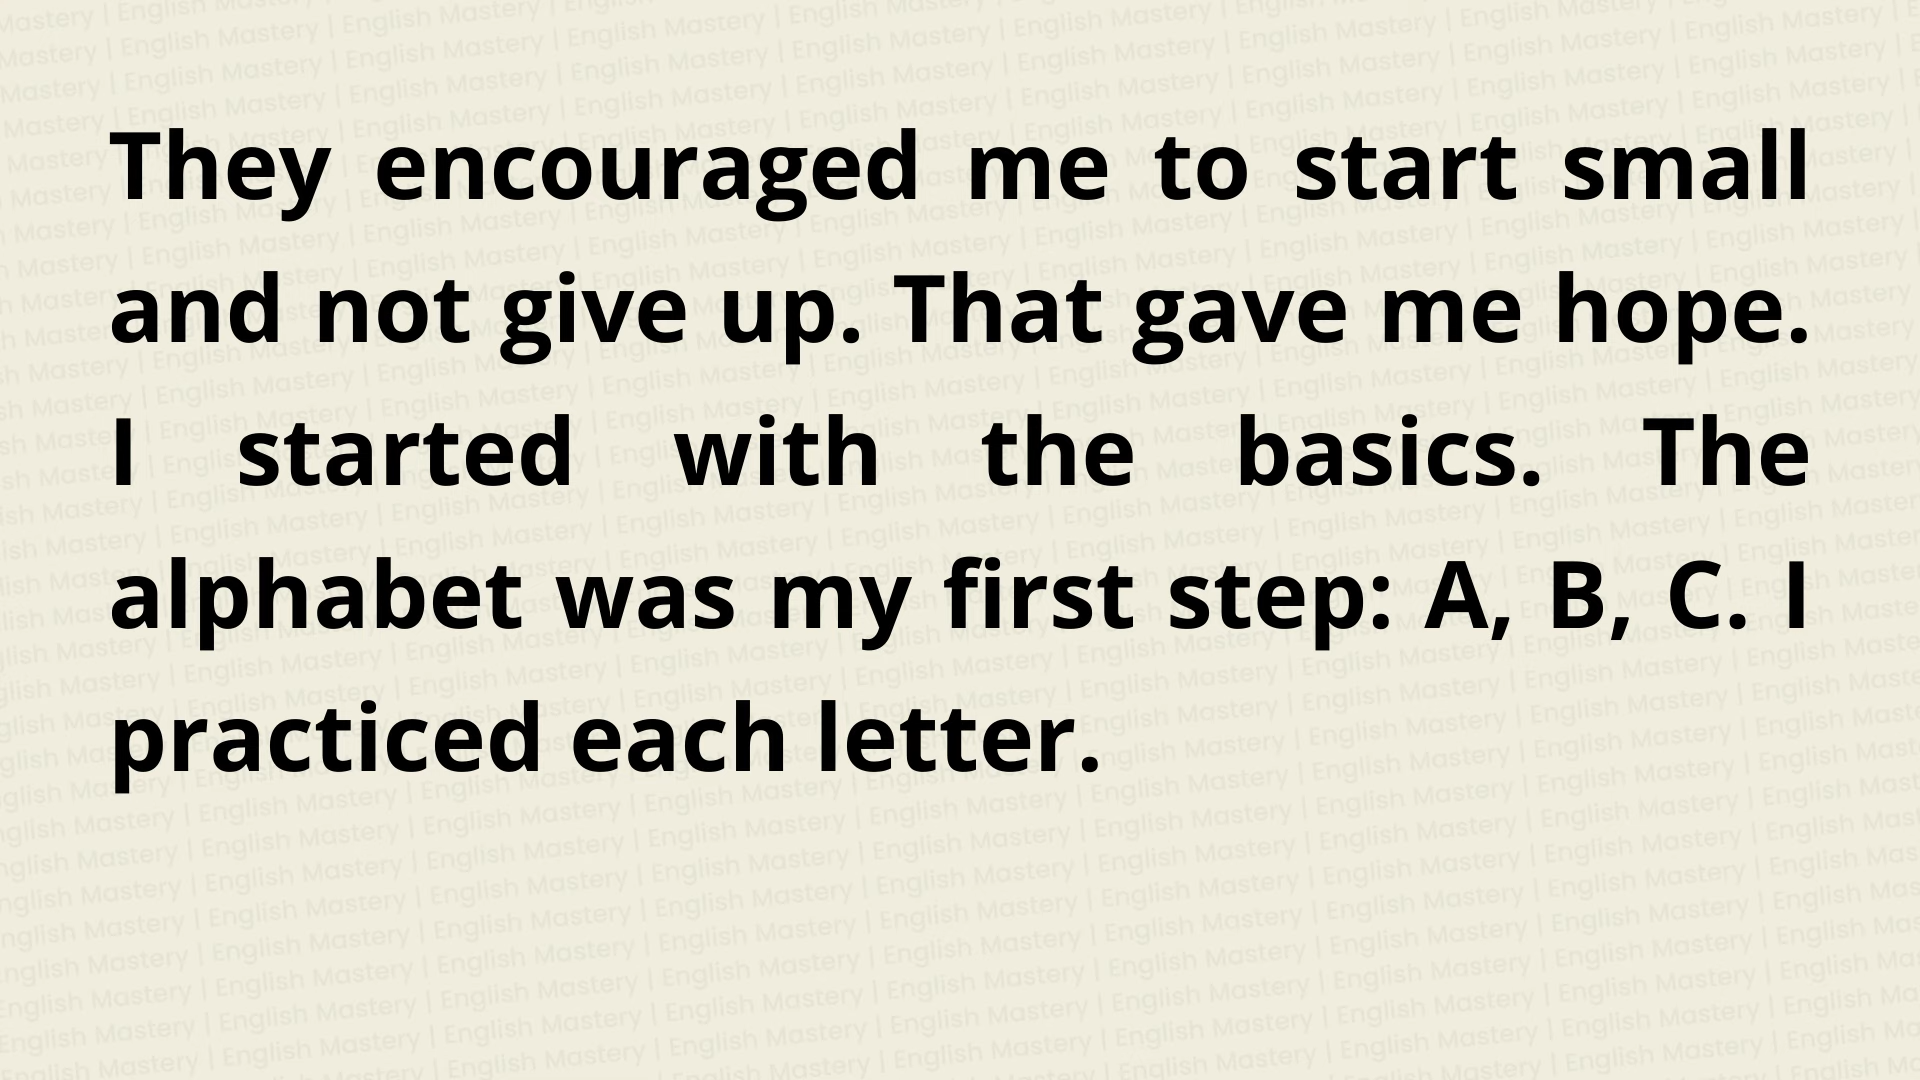 They encouraged me to start small
and not give up. That gave me hope.
I started with the basics. The
alphabet was my first step: A, B, C. I
practiced each letter.